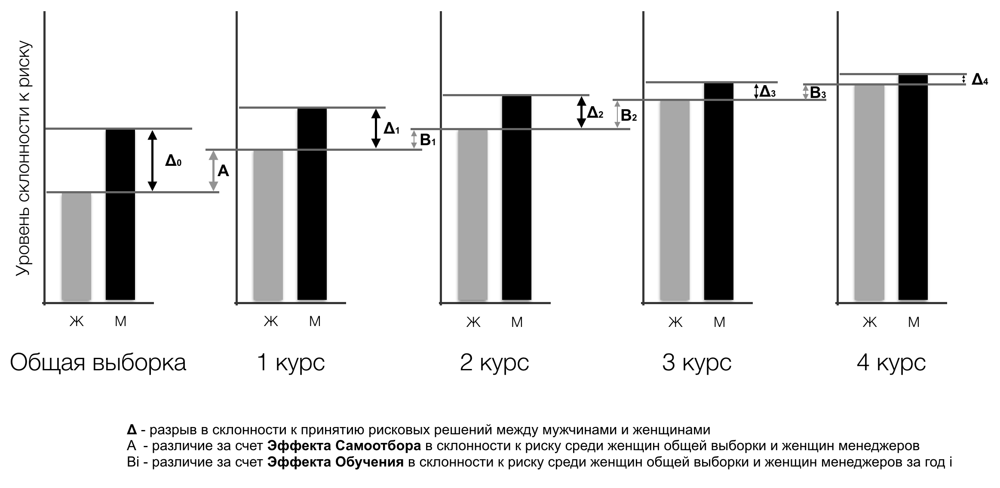 Уровень склонности к риску
Δ0
A
Δ1
B1
Δ2
B2
Δ3
B3
Δ4
Ж М
Ж М
Ж М
Ж М
Ж М
Общая выборка
1 курс
2 курс
3 курс
4 курс
Δ - разрыв в склонности к принятию рисковых решений между мужчинами и женщинами
А - различие за счет Эффекта Самоотбора в склонности к риску среди женщин общей выборки и женщин менеджеров
Bi - различие за счет Эффекта Обучения в склонности к риску среди женщин общей выборки и женщин менеджеров за год i